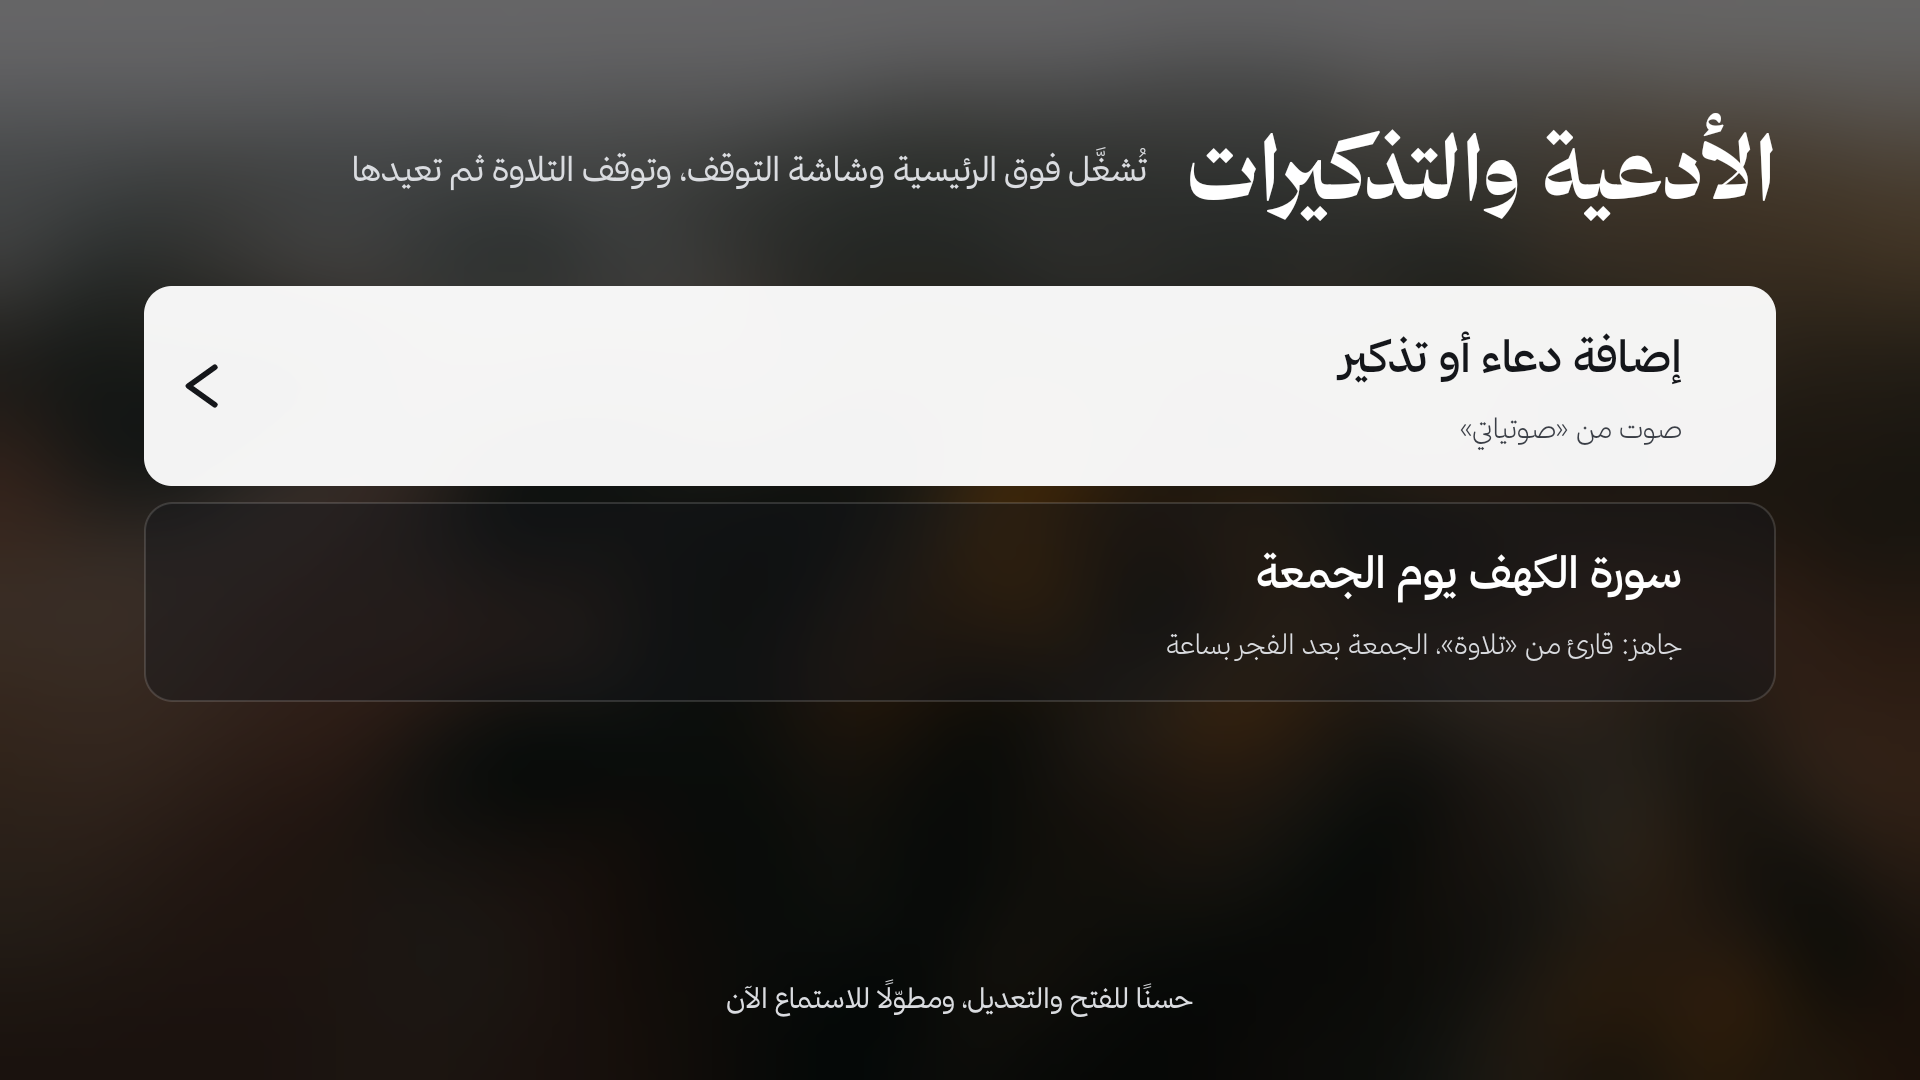 الأدعية والتذكيرات
تُشغَّل فوق الرئيسية وشاشة التوقف، وتوقف التلاوة ثم تعيدها
إضافة دعاء أو تذكير
صوت من «صوتياتي»
سورة الكهف يوم الجمعة
جاهز: قارئ من «تلاوة»، الجمعة بعد الفجر بساعة
حسنًا للفتح والتعديل، ومطوّلًا للاستماع الآن